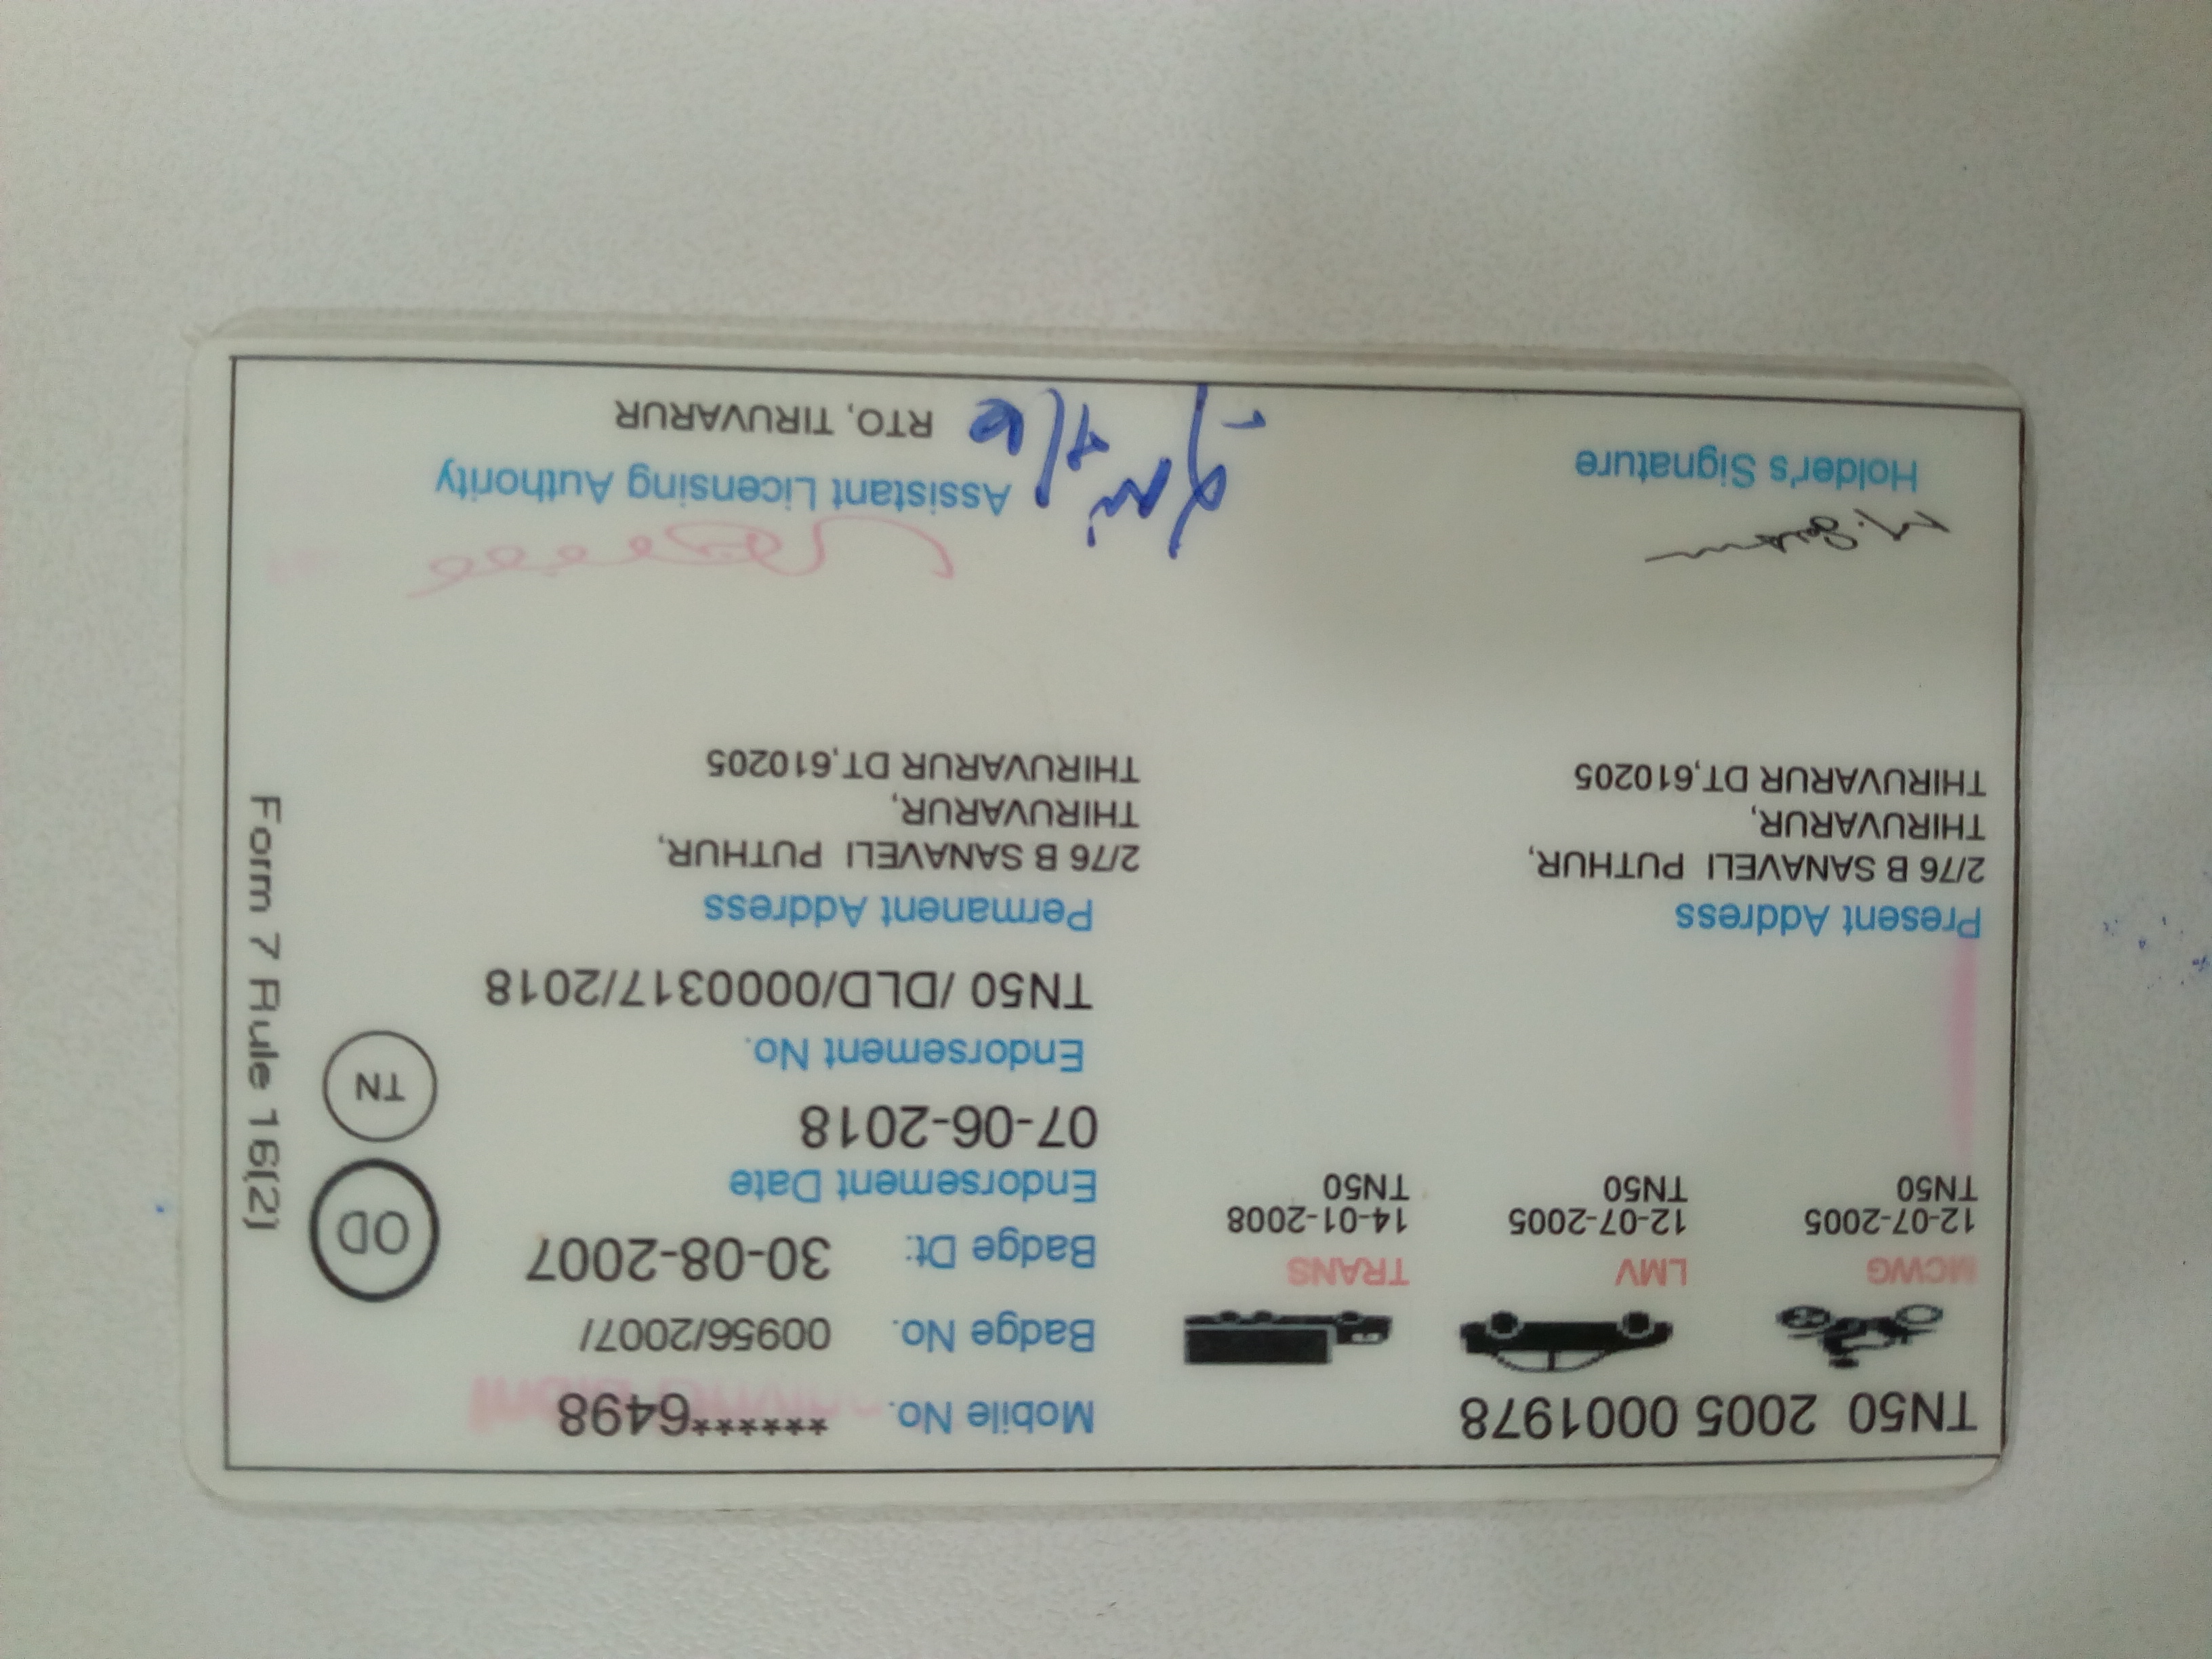 TN50 2005 0001978
MCWG
12-07-2005
TN50
LMV
12-07-2005
TN50
TRANS
14-01-2008
TN50
Present Address
2/76 B SANAVELI PUTHUR,
THIRUVARUR,
THIRUVARUR DT,610205
Holder's Signature
Mobile No. ******6498
Badge No. 00956/2007/
Badge Dt: 30-08-2007
Endorsement Date
07-06-2018
Endorsement No.
TN50 /DLD/0000317/2018
Permanent Address
2/76 B SANAVELI PUTHUR,
THIRUVARUR,
THIRUVARUR DT,610205
Assistant Licensing Authority
RTO, TIRUVARUR
OD
TN
Form 7 Rule 16(2)